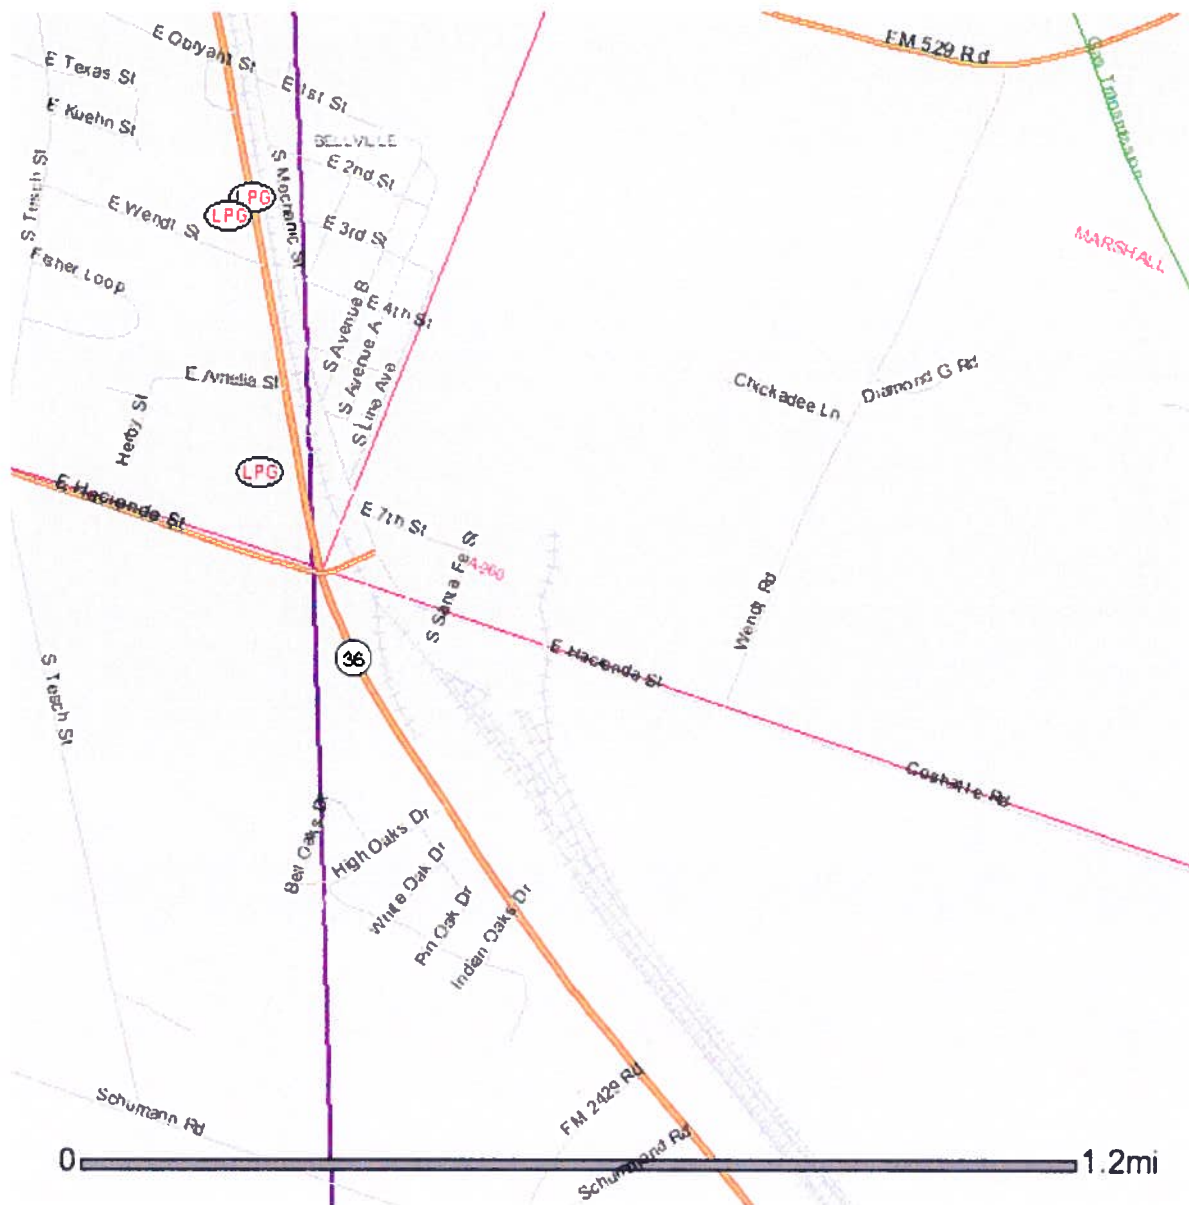 E Obryant St
FM 529 Rd
E Texas St
E 1st St
E Kuehn St
BELLVILLE
E 2nd St
S Mechanic St
S Tesch St
LPG
LPG
E Wendt St
E 3rd St
MARSHALL
Fisher Loop
E 4th St
S Avenue B
S Avenue A
S Line Ave
E Amelia St
Chickadee Ln
Diamond G Rd
Herby St
LPG
E Hacienda St
E 7th St
S Santa Fe St
A-260
Wendt Rd
36
E Hacienda St
S Tesch St
Coshatte Rd
Bell Oaks Dr
High Oaks Dr
White Oak Dr
Pin Oak Dr
Indian Oaks Dr
FM 2429 Rd
Schumann Rd
0
1.2mi